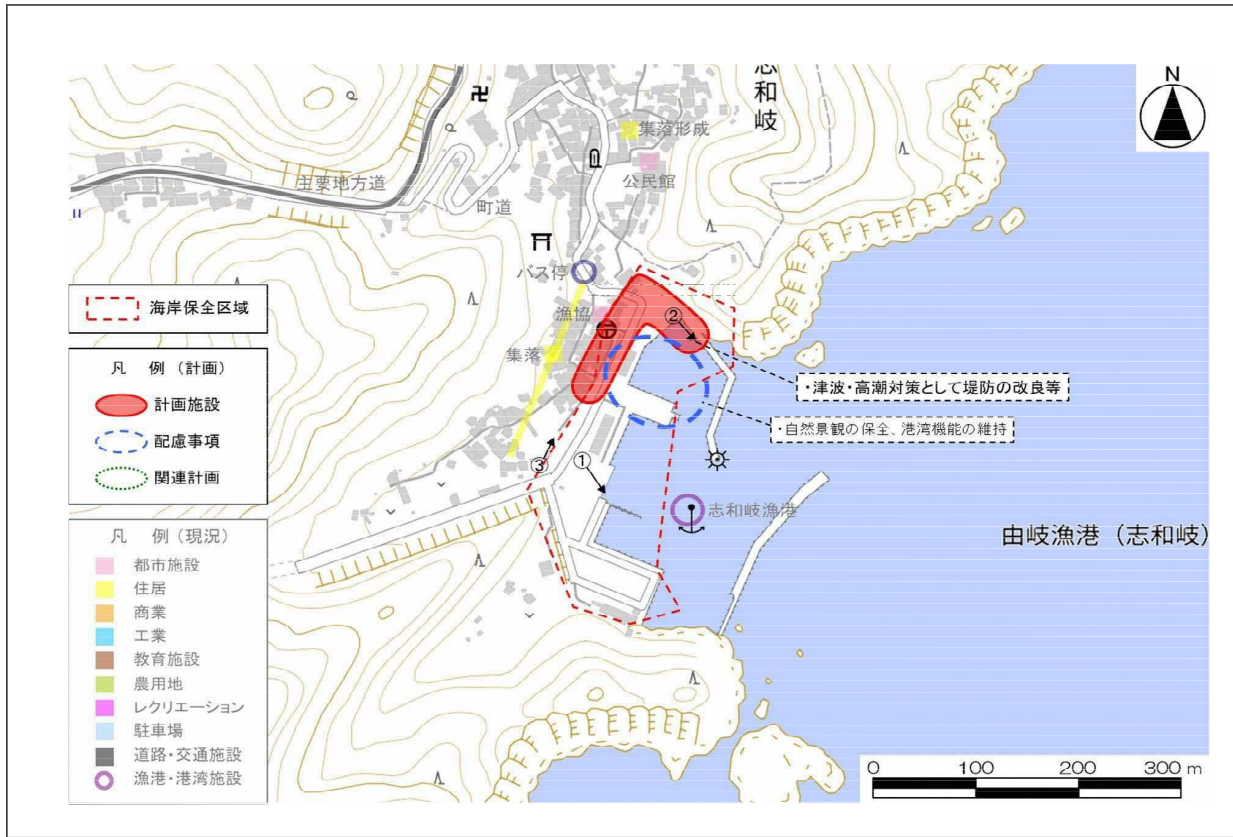 志和岐
N
集落形成
公民館
主要地方道
町道
バス停
海岸保全区域
漁協
②
集落
凡 例（計画）
計画施設
配慮事項
関連計画
・津波・高潮対策として堤防の改良等
・自然景観の保全、港湾機能の維持
③
①
志和岐漁港
由岐漁港（志和岐）
凡 例（現況）
都市施設
住居
商業
工業
教育施設
農用地
レクリエーション
駐車場
道路・交通施設
漁港・港湾施設
0 100 200 300 m